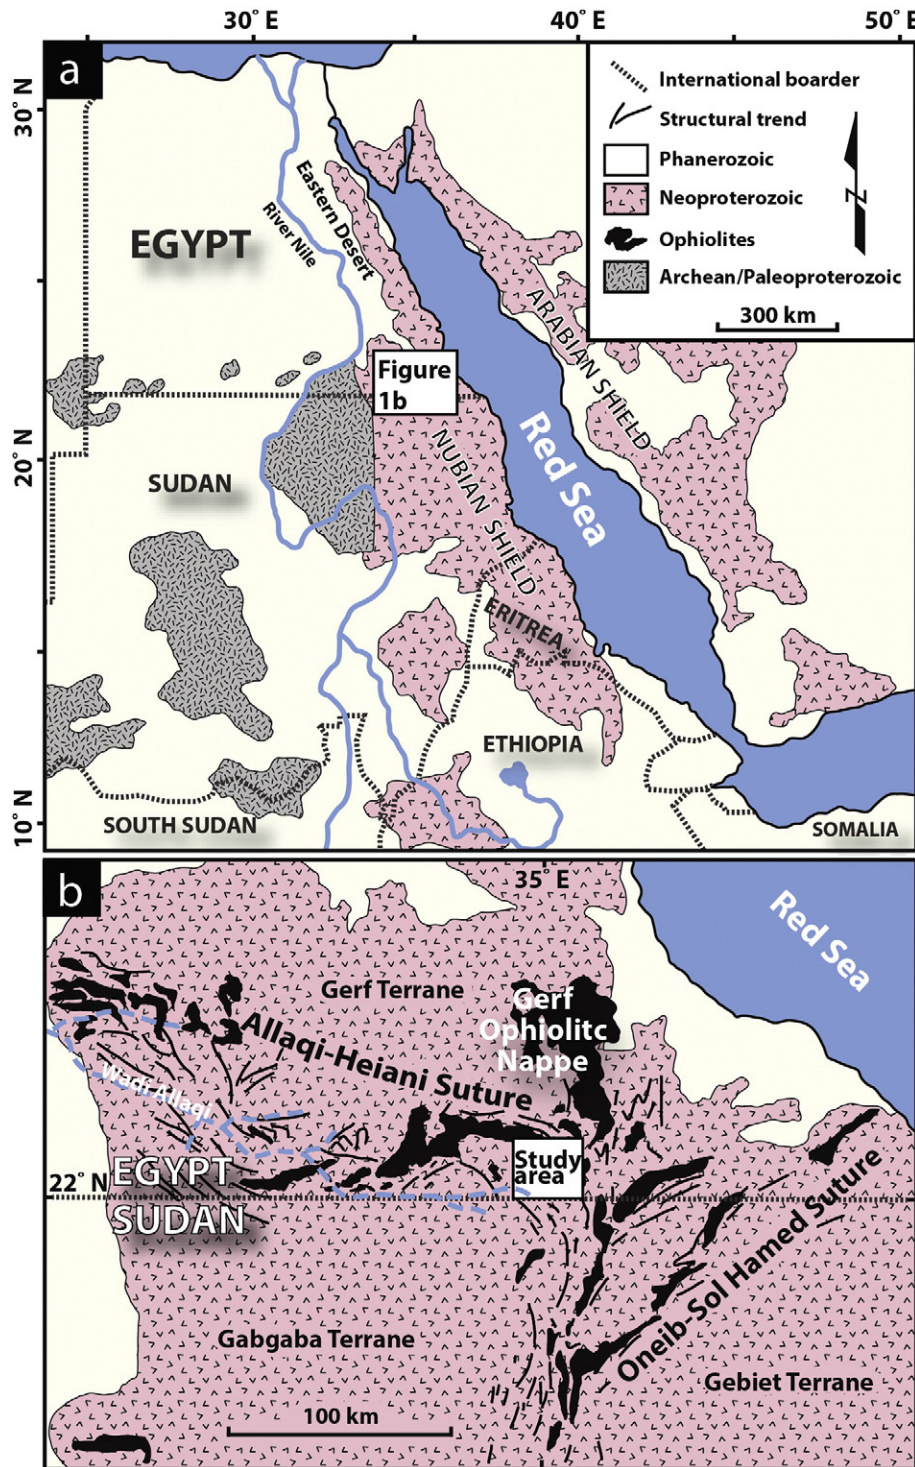 30° E
40° E
50° E
a
30° N
20° N
10° N
International boarder
Structural trend
Phanerozoic
Neoproterozoic
Ophiolites
Archean/Paleoproterozoic
N
300 km
EGYPT
River Nile
Eastern Desert
Figure
1b
ARABIAN SHIELD
NUBIAN SHIELD
Red Sea
SUDAN
ERITREA
ETHIOPIA
SOUTH SUDAN
SOMALIA
b
35° E
Red Sea
Gerf Terrane
Gerf
Ophiolitc
Nappe
Allaqi-Heiani Suture
Wadi Allaqi
Study
area
22° N
EGYPT
SUDAN
Oneib-Sol Hamed Suture
Gabgaba Terrane
Gebiet Terrane
100 km